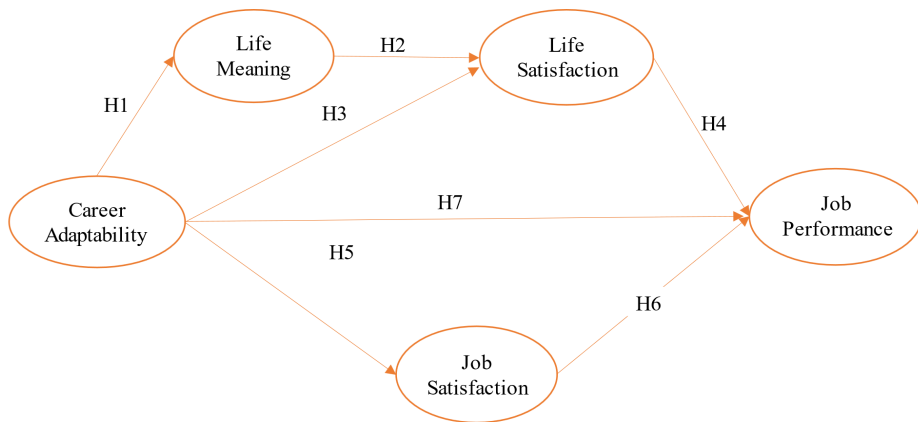 Life
Meaning
H2
Life
Satisfaction
H1
H3
H4
Career
Adaptability
H7
Job
Performance
H5
H6
Job
Satisfaction